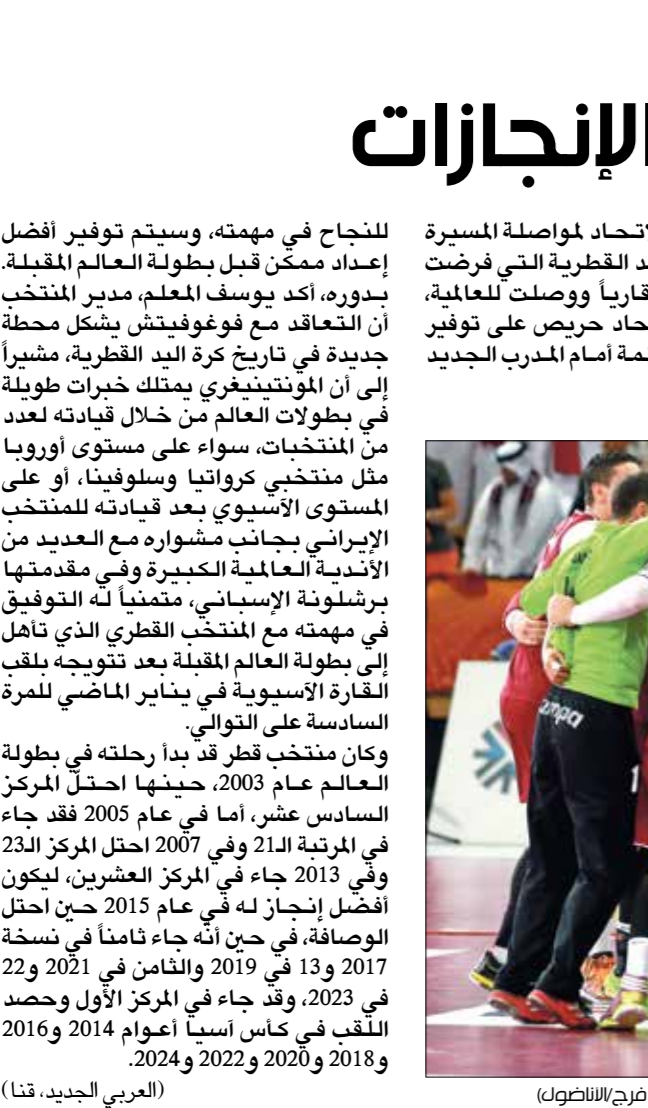 الإنجازات
لاتحاد لمواصلة المسيرة
د القطرية التي فرضت
قارياً ووصلت للعالمية،
حاد حريص على توفير
ئمة أمام المدرب الجديد
للنجاح في مهمته، وسيتم توفير أفضل
إعداد ممكن قبل بطولة العالم المقبلة.
بدوره، أكد يوسف المعلم، مدير المنتخب
أن التعاقد مع فوغوفيتش يشكل محطة
جديدة في تاريخ كرة اليد القطرية، مشيراً
إلى أن المونتينيغري يمتلك خبرات طويلة
في بطولات العالم من خلال قيادته لعدد
من المنتخبات، سواء على مستوى أوروبا
مثل منتخبي كرواتيا وسلوفينا، أو على
المستوى الآسيوي بعد قيادته للمنتخب
الإيراني بجانب مشواره مع العديد من
الأندية العالمية الكبيرة وفي مقدمتها
برشلونة الإسباني، متمنياً له التوفيق
في مهمته مع المنتخب القطري الذي تأهل
إلى بطولة العالم المقبلة بعد تتويجه بلقب
القارة الآسيوية في يناير الماضي للمرة
السادسة على التوالي.
وكان منتخب قطر قد بدأ رحلته في بطولة
العالم عام 2003، حينها احتلّ المركز
السادس عشر، أما في عام 2005 فقد جاء
في المرتبة الـ21 وفي 2007 احتل المركز الـ23
وفي 2013 جاء في المركز العشرين، ليكون
أفضل إنجاز له في عام 2015 حين احتل
الوصافة، في حين أنّه جاء ثامناً في نسخة
2017 و13 في 2019 والثامن في 2021 و22
في 2023، وقد جاء في المركز الأول وحصد
اللقب في كأس آسيا أعوام 2014 و2016
و2018 و2020 و2022 و2024.
(العربي الجديد، قنا)
فرج/الاناضول)